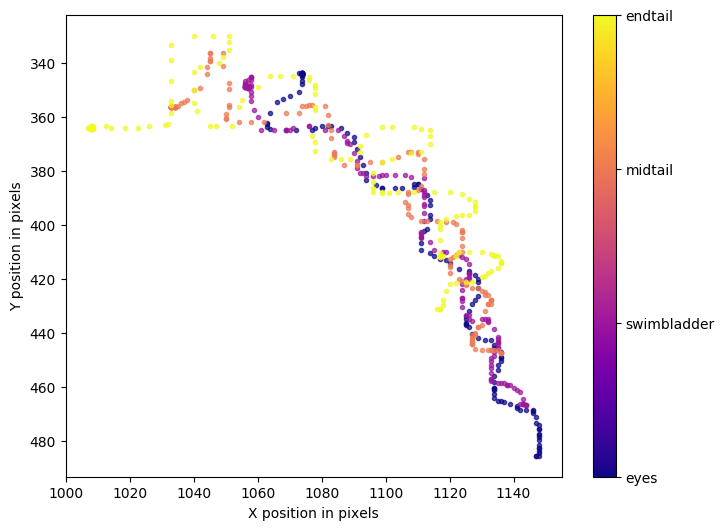 endtail
340
360
380
midtail
400
420
swimbladder
440
460
480
eyes
1000 1020 1040 1060 1080 1100 1120 1140
X position in pixels
Y position in pixels